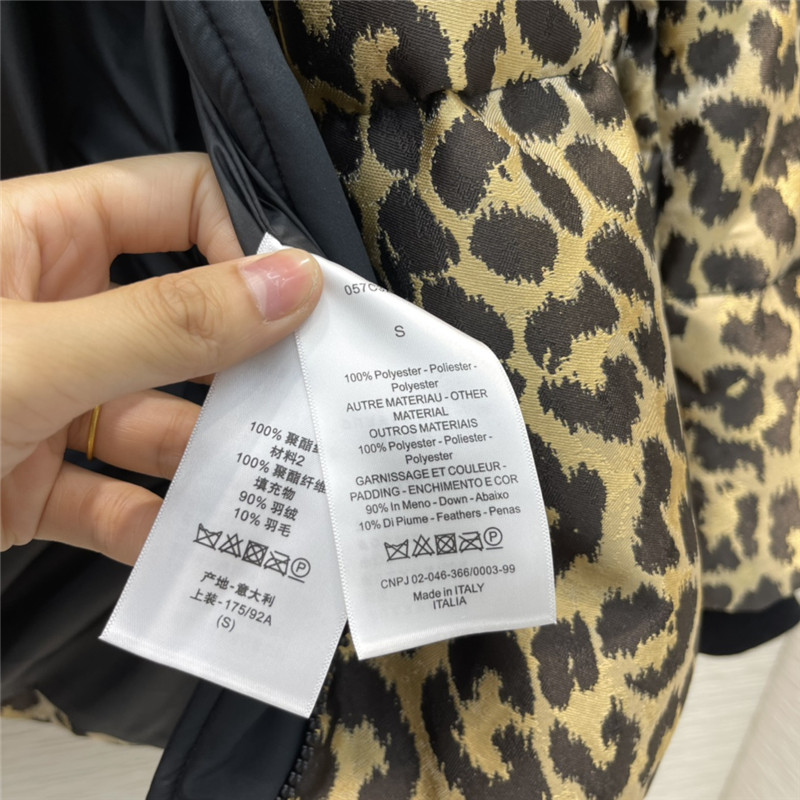 S
100% Polyester - Poliester -
Polyester
AUTRE MATERIAU - OTHER
MATERIAL
OUTROS MATERIAIS
100% Polyester - Poliester -
Polyester
GARNISSAGE ET COULEUR -
PADDING - ENCHIMENTO E COR
90% In Meno - Down - Abaixo
10% Di Piume - Feathers - Penas
CNPJ 02-046-366/0003-99
Made in ITALY
ITALIA
100% 聚酯纟
材料2
100% 聚酯纤维
填充物
90% 羽绒
10% 羽毛
产地-意大利
上装-175/92A
(S)